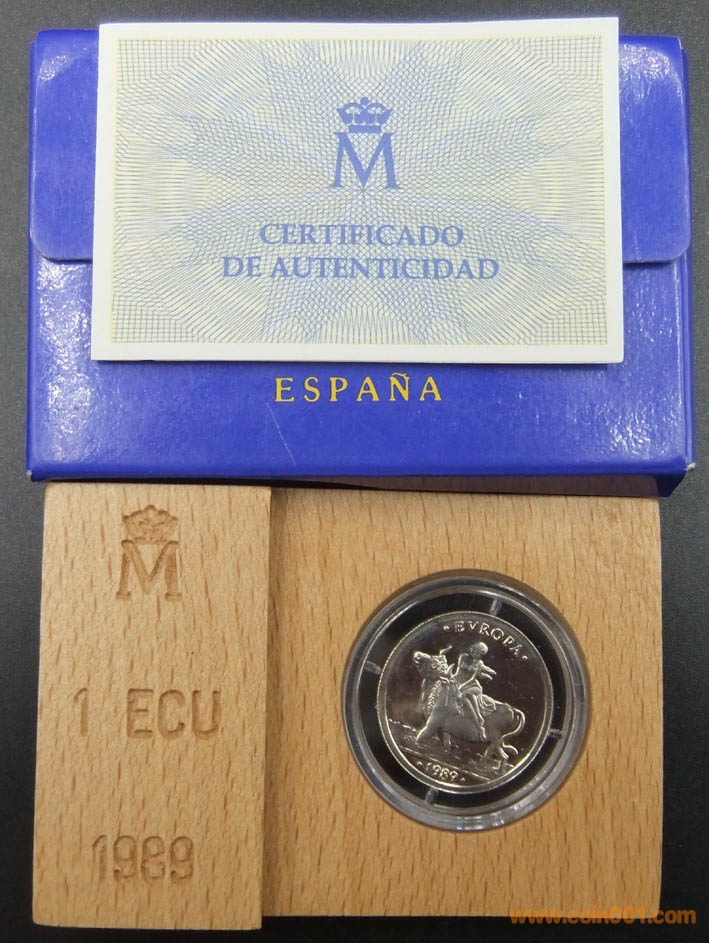 M
CERTIFICADO
DE AUTENTICIDAD
ESPAÑA
M
1 ECU
1989
· EVROPA ·
· 1989 ·
www.coin001.com